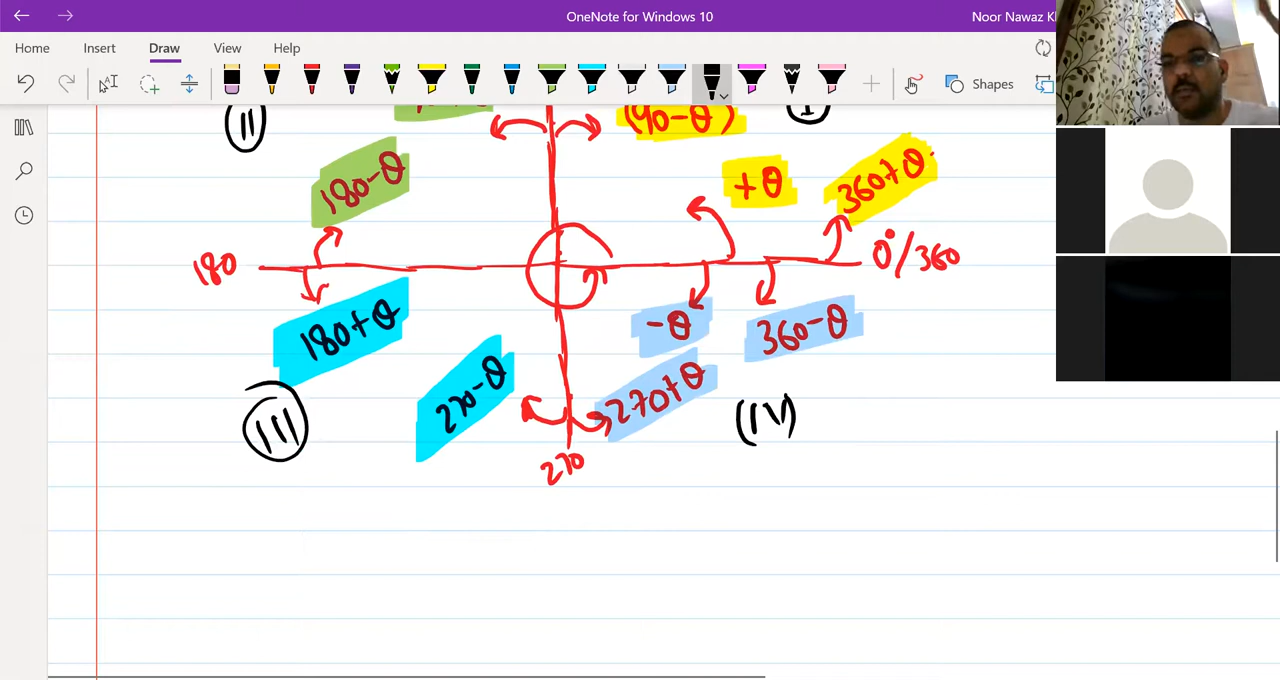 OneNote for Windows 10
Noor Nawaz Kh
Home Insert Draw View Help
Shapes
II
(90-θ)
I
180-θ
+θ
360+θ
180
0°/360
180+θ
-θ
360-θ
270-θ
270+θ
III
(IV)
270